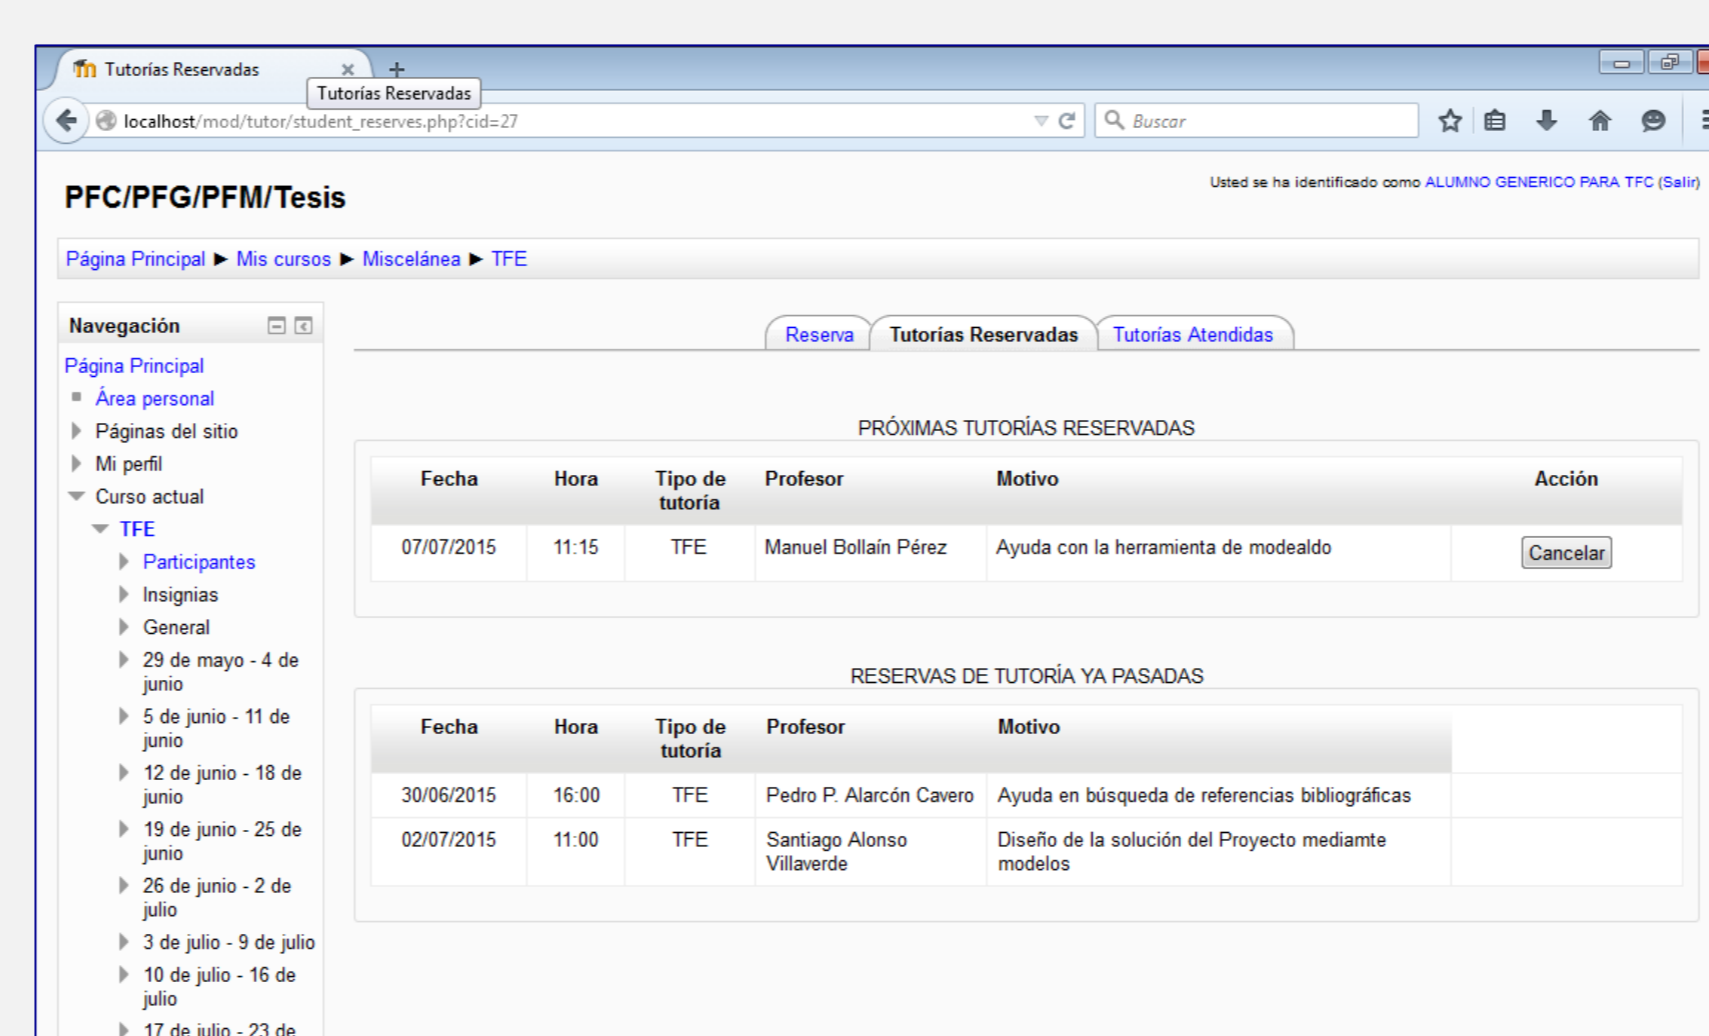 Tutorías Reservadas
Tutorías Reservadas
localhost/mod/tutor/student_reserves.php?cid=27
Buscar
PFC/PFG/PFM/Tesis
Usted se ha identificado como ALUMNO GENERICO PARA TFC (Salir)
Página Principal ► Mis cursos ► Miscelánea ► TFE
Navegación
Página Principal
Área personal
Páginas del sitio
Mi perfil
Curso actual
TFE
Participantes
Insignias
General
29 de mayo - 4 de
junio
5 de junio - 11 de
junio
12 de junio - 18 de
junio
19 de junio - 25 de
junio
26 de junio - 2 de
julio
3 de julio - 9 de julio
10 de julio - 16 de
julio
17 de julio - 23 de
Reserva Tutorías Reservadas Tutorías Atendidas
PRÓXIMAS TUTORÍAS RESERVADAS
Fecha Hora Tipo de tutoría Profesor Motivo Acción
07/07/2015 11:15 TFE Manuel Bollaín Pérez Ayuda con la herramienta de modealdo Cancelar
RESERVAS DE TUTORÍA YA PASADAS
Fecha Hora Tipo de tutoría Profesor Motivo
30/06/2015 16:00 TFE Pedro P. Alarcón Cavero Ayuda en búsqueda de referencias bibliográficas
02/07/2015 11:00 TFE Santiago Alonso Villaverde Diseño de la solución del Proyecto mediamte modelos